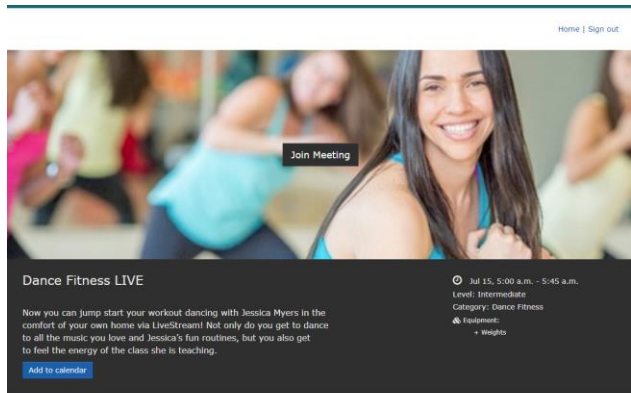 Home | Sign out
Join Meeting
Dance Fitness LIVE
Now you can jump start your workout dancing with Jessica Myers in the
comfort of your own home via LiveStream! Not only do you get to dance
to all the music you love and Jessica's fun routines, but you also get
to feel the energy of the class she is teaching.
Add to calendar
Jul 15, 5:00 a.m. - 5:45 a.m.
Level: Intermediate
Category: Dance Fitness
Equipment:
+ Weights